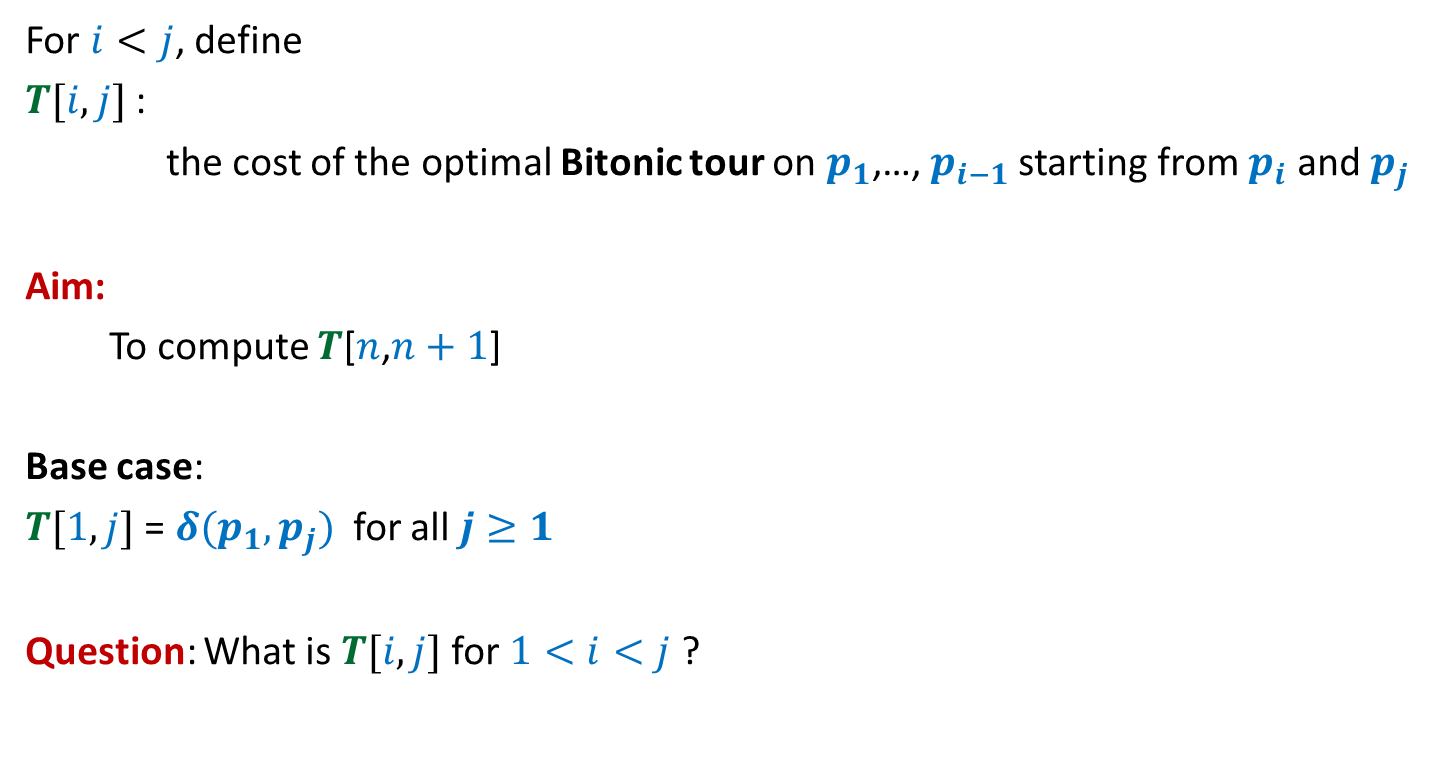 For i < j, define
T[i, j] :
the cost of the optimal Bitonic tour on p₁,..., pᵢ₋₁ starting from pᵢ and pⱼ
Aim:
To compute T[n,n + 1]
Base case:
T[1, j] = δ(p₁, pⱼ) for all j ≥ 1
Question: What is T[i, j] for 1 < i < j ?